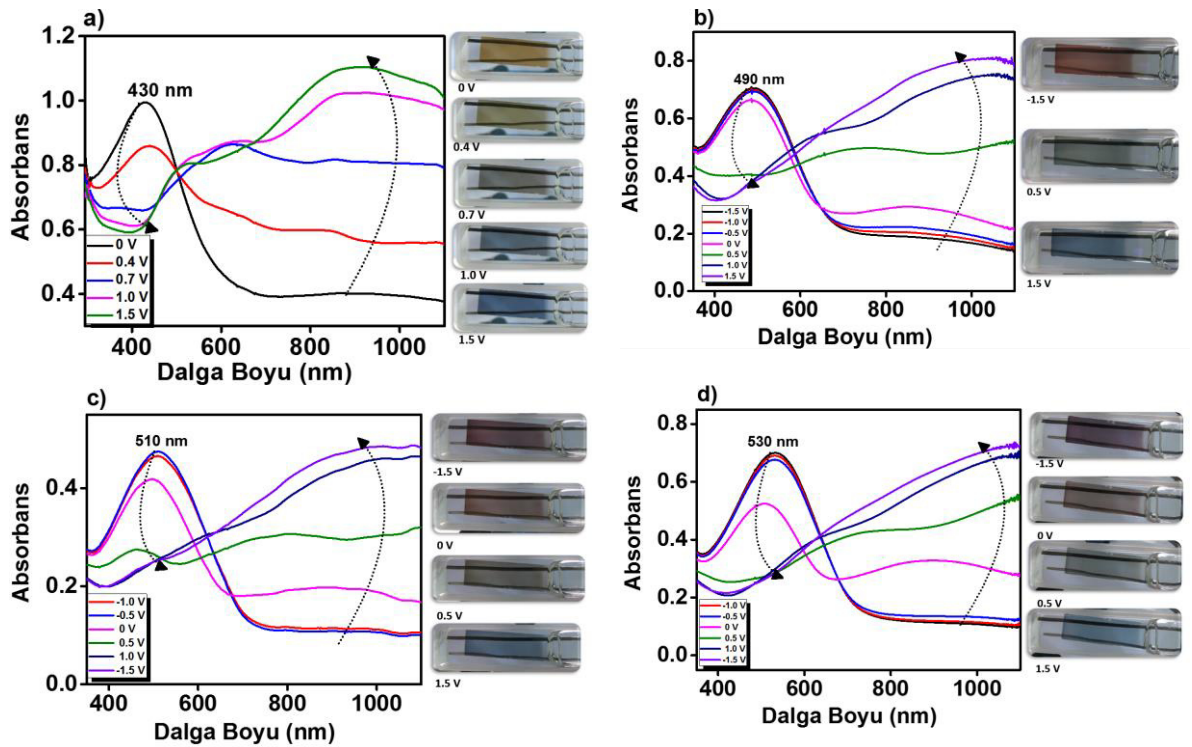 a)
430 nm
Absorbans
1.2
1.0
0.8
0.6
0.4
0 V
0.4 V
0.7 V
1.0 V
1.5 V
400 600 800 1000
Dalga Boyu (nm)
0 V
0.4 V
0.7 V
1.0 V
1.5 V
b)
490 nm
Absorbans
0.8
0.6
0.4
0.2
0.0
-1.5 V
-1.0 V
-0.5 V
0 V
0.5 V
1.0 V
1.5 V
400 600 800 1000
Dalga Boyu (nm)
-1.5 V
0.5 V
1.5 V
c)
510 nm
Absorbans
0.4
0.2
0.0
-1.0 V
-0.5 V
0 V
0.5 V
1.0 V
-1.5 V
400 600 800 1000
Dalga Boyu (nm)
-1.5 V
0 V
0.5 V
1.5 V
d)
530 nm
Absorbans
0.8
0.6
0.4
0.2
0.0
-1.0 V
-0.5 V
0 V
0.5 V
1.0 V
-1.5 V
400 600 800 1000
Dalga Boyu (nm)
-1.5 V
0 V
0.5 V
1.5 V